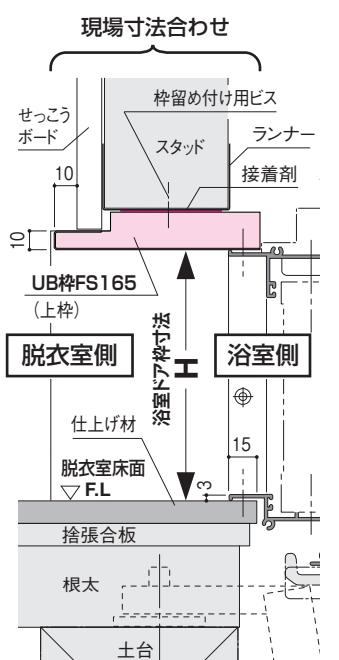 現場寸法合わせ
枠留め付け用ビス
せっこう
ボード
スタッド
ランナー
接着剤
10
10
UB枠FS165
(上枠)
脱衣室側
浴室ドア枠寸法
H
浴室側
仕上げ材
15
脱衣室床面
3
▽ F.L
捨張合板
根太
土台